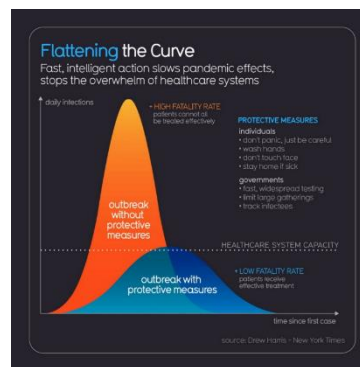 Flattening the Curve
Fast, intelligent action slows pandemic effects,
stops the overwhelm of healthcare systems
daily infections
• HIGH FATALITY RATE
patients cannot all
be treated effectively
PROTECTIVE MEASURES
individuals
• don't panic, just be careful
• wash hands
• don't touch face
• stay home if sick
governments
• fast, widespread testing
• limit large gatherings
• track infectees
outbreak
without
protective
measures
HEALTHCARE SYSTEM CAPACITY
outbreak with
protective measures
• LOW FATALITY RATE
patients receive
effective treatment
time since first case
source: Drew Harris - New York Times